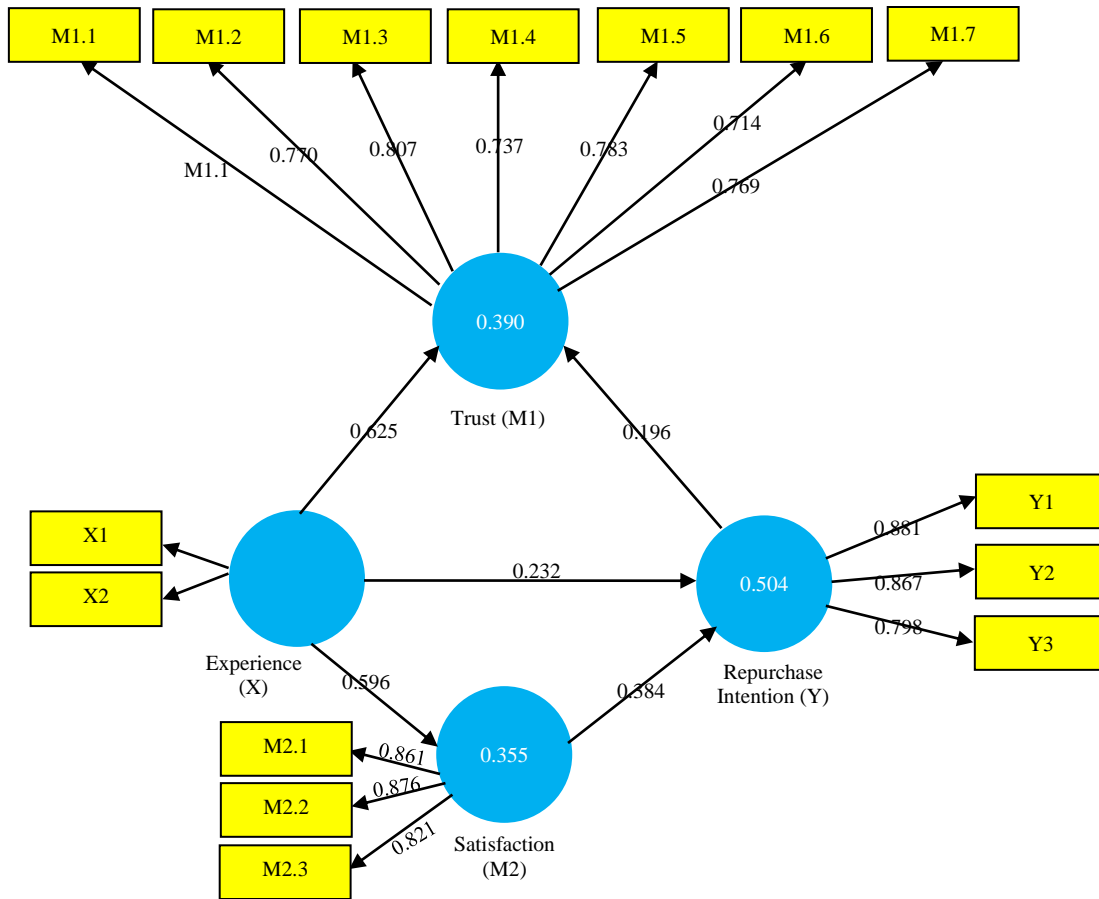 M1.1
M1.2
M1.3
M1.4
M1.5
M1.6
M1.7
M1.1
0.770
0.807
0.737
0.783
0.714
0.769
0.390
Trust (M1)
0.625
0.196
X1
X2
Experience
(X)
0.232
0.504
Repurchase
Intention (Y)
0.881
0.867
0.798
Y1
Y2
Y3
0.596
0.384
0.355
Satisfaction
(M2)
M2.1
M2.2
M2.3
0.861
0.876
0.821